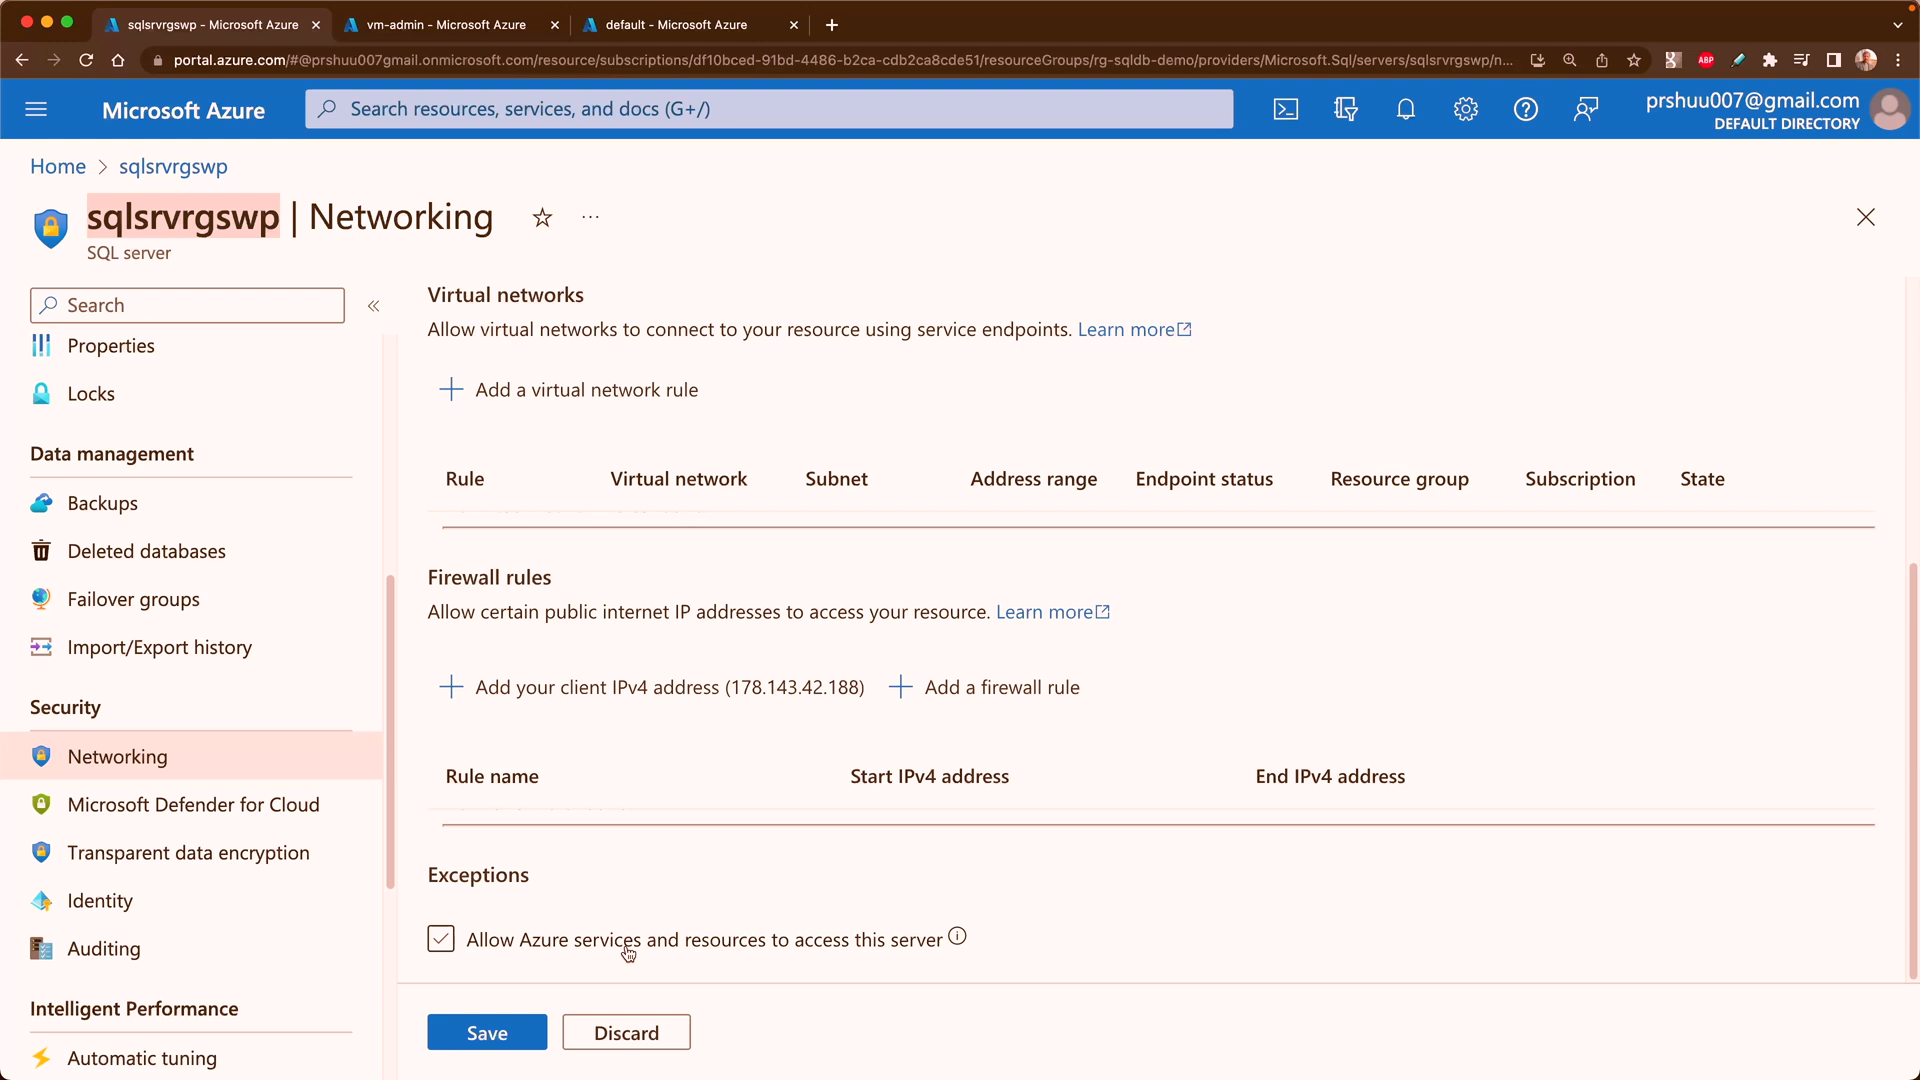 sqlsrvrgswp - Microsoft Azure
vm-admin - Microsoft Azure
default - Microsoft Azure
portal.azure.com/#@prshuu007gmail.onmicrosoft.com/resource/subscriptions/df10bced-91bd-4486-b2ca-cdb2ca8cde51/resourceGroups/rg-sqldb-demo/providers/Microsoft.Sql/servers/sqlsrvrgswp/n...
ABP
Microsoft Azure
Search resources, services, and docs (G+/)
prshuu007@gmail.com
DEFAULT DIRECTORY
Home > sqlsrvrgswp
sqlsrvrgswp | Networking
SQL server
Search
Properties
Locks
Data management
Backups
Deleted databases
Failover groups
Import/Export history
Security
Networking
Microsoft Defender for Cloud
Transparent data encryption
Identity
Auditing
Intelligent Performance
Automatic tuning
Virtual networks
Allow virtual networks to connect to your resource using service endpoints. Learn more
Add a virtual network rule
Rule Virtual network Subnet Address range Endpoint status Resource group Subscription State
Firewall rules
Allow certain public internet IP addresses to access your resource. Learn more
Add your client IPv4 address (178.143.42.188) Add a firewall rule
Rule name Start IPv4 address End IPv4 address
Exceptions
Allow Azure services and resources to access this server
Save Discard